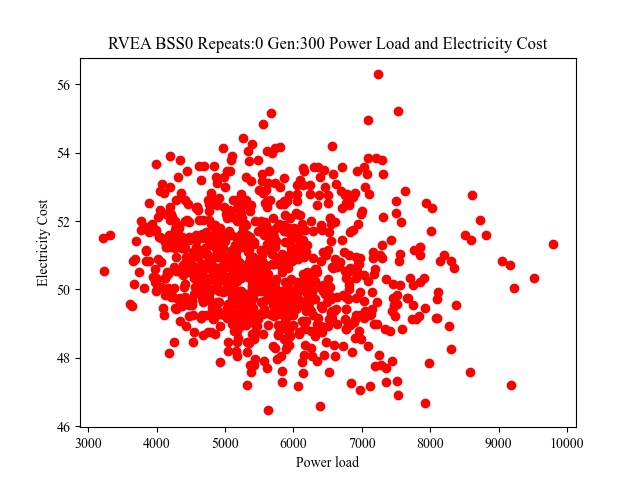 RVEA BSS0 Repeats:0 Gen:300 Power Load and Electricity Cost
56
54
52
50
48
46
Electricity Cost
3000 4000 5000 6000 7000 8000 9000 10000
Power load